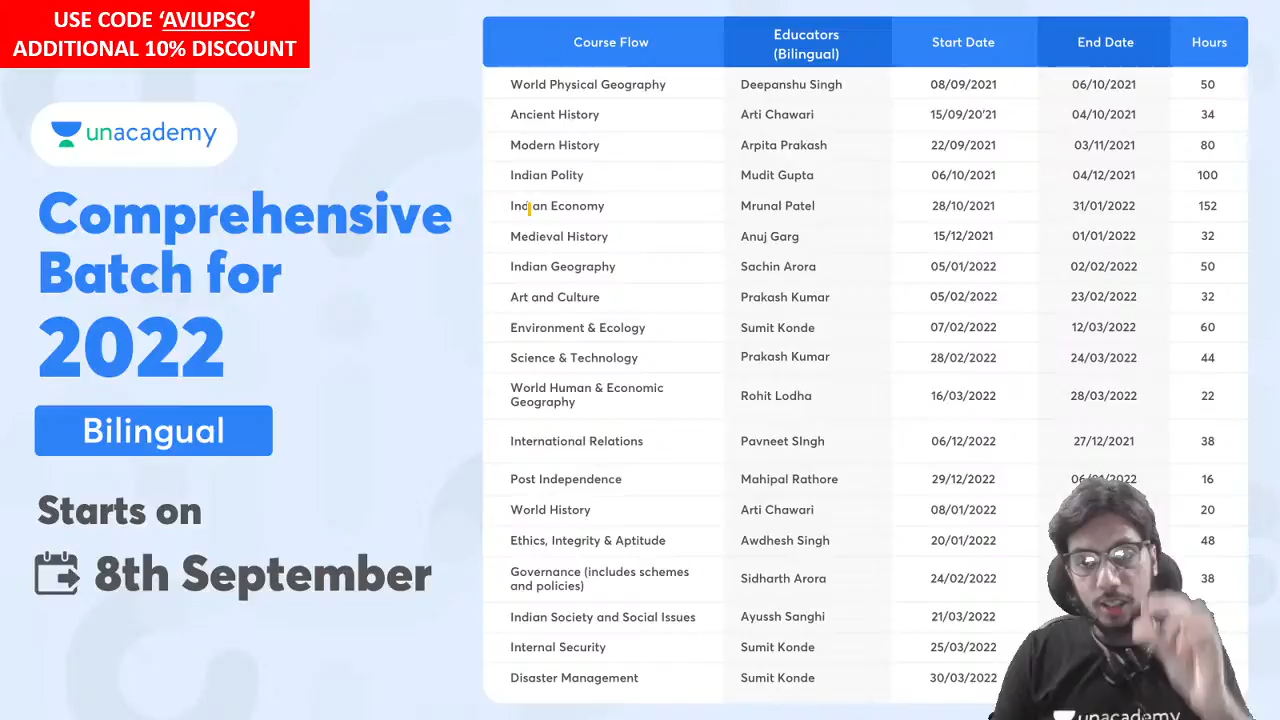 USE CODE ‘AVIUPSC’
ADDITIONAL 10% DISCOUNT
unacademy
Comprehensive
Batch for
2022
Bilingual
Starts on
8th September
Course Flow Educators (Bilingual) Start Date End Date Hours
World Physical Geography Deepanshu Singh 08/09/2021 06/10/2021 50
Ancient History Arti Chawari 15/09/20'21 04/10/2021 34
Modern History Arpita Prakash 22/09/2021 03/11/2021 80
Indian Polity Mudit Gupta 06/10/2021 04/12/2021 100
Indian Economy Mrunal Patel 28/10/2021 31/01/2022 152
Medieval History Anuj Garg 15/12/2021 01/01/2022 32
Indian Geography Sachin Arora 05/01/2022 02/02/2022 50
Art and Culture Prakash Kumar 05/02/2022 23/02/2022 32
Environment & Ecology Sumit Konde 07/02/2022 12/03/2022 60
Science & Technology Prakash Kumar 28/02/2022 24/03/2022 44
World Human & Economic
Geography Rohit Lodha 16/03/2022 28/03/2022 22
International Relations Pavneet SIngh 06/12/2022 27/12/2021 38
Post Independence Mahipal Rathore 29/12/2022 16
World History Arti Chawari 08/01/2022 20
Ethics, Integrity & Aptitude Awdhesh Singh 20/01/2022 48
Governance (includes schemes
and policies) Sidharth Arora 24/02/2022 38
Indian Society and Social Issues Ayussh Sanghi 21/03/2022
Internal Security Sumit Konde 25/03/2022
Disaster Management Sumit Konde 30/03/2022
unacademy